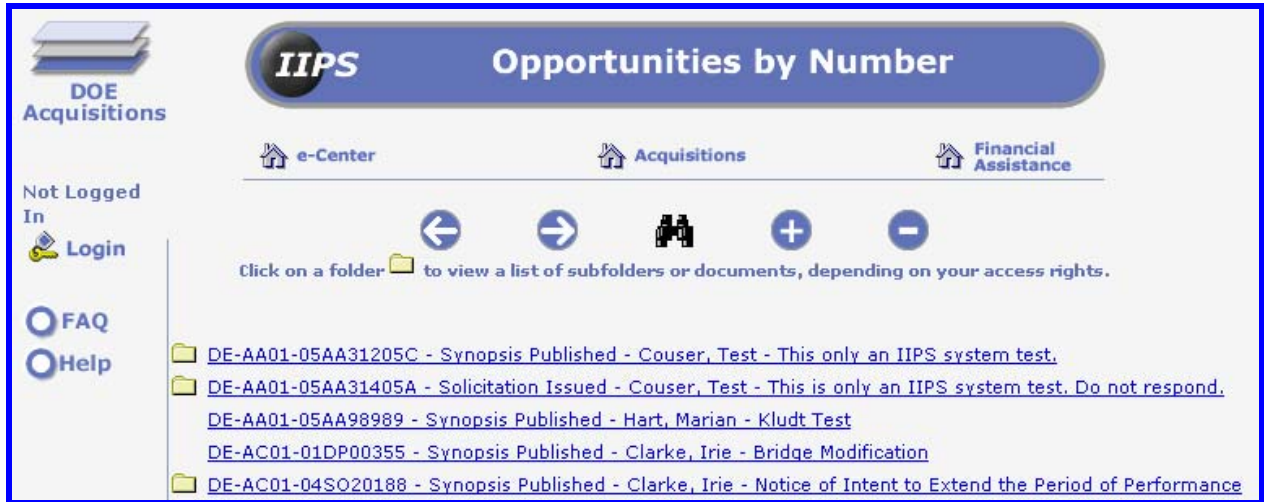 IIPS
Opportunities by Number
DOE
Acquisitions
e-Center
Acquisitions
Financial
Assistance
Not Logged
In
Login
Click on a folder to view a list of subfolders or documents, depending on your access rights.
FAQ
Help
DE-AA01-05AA31205C - Synopsis Published - Couser, Test - This only an IIPS system test.
DE-AA01-05AA31405A - Solicitation Issued - Couser, Test - This is only an IIPS system test. Do not respond.
DE-AA01-05AA98989 - Synopsis Published - Hart, Marian - Kludt Test
DE-AC01-01DP00355 - Synopsis Published - Clarke, Irie - Bridge Modification
DE-AC01-04SO20188 - Synopsis Published - Clarke, Irie - Notice of Intent to Extend the Period of Performance